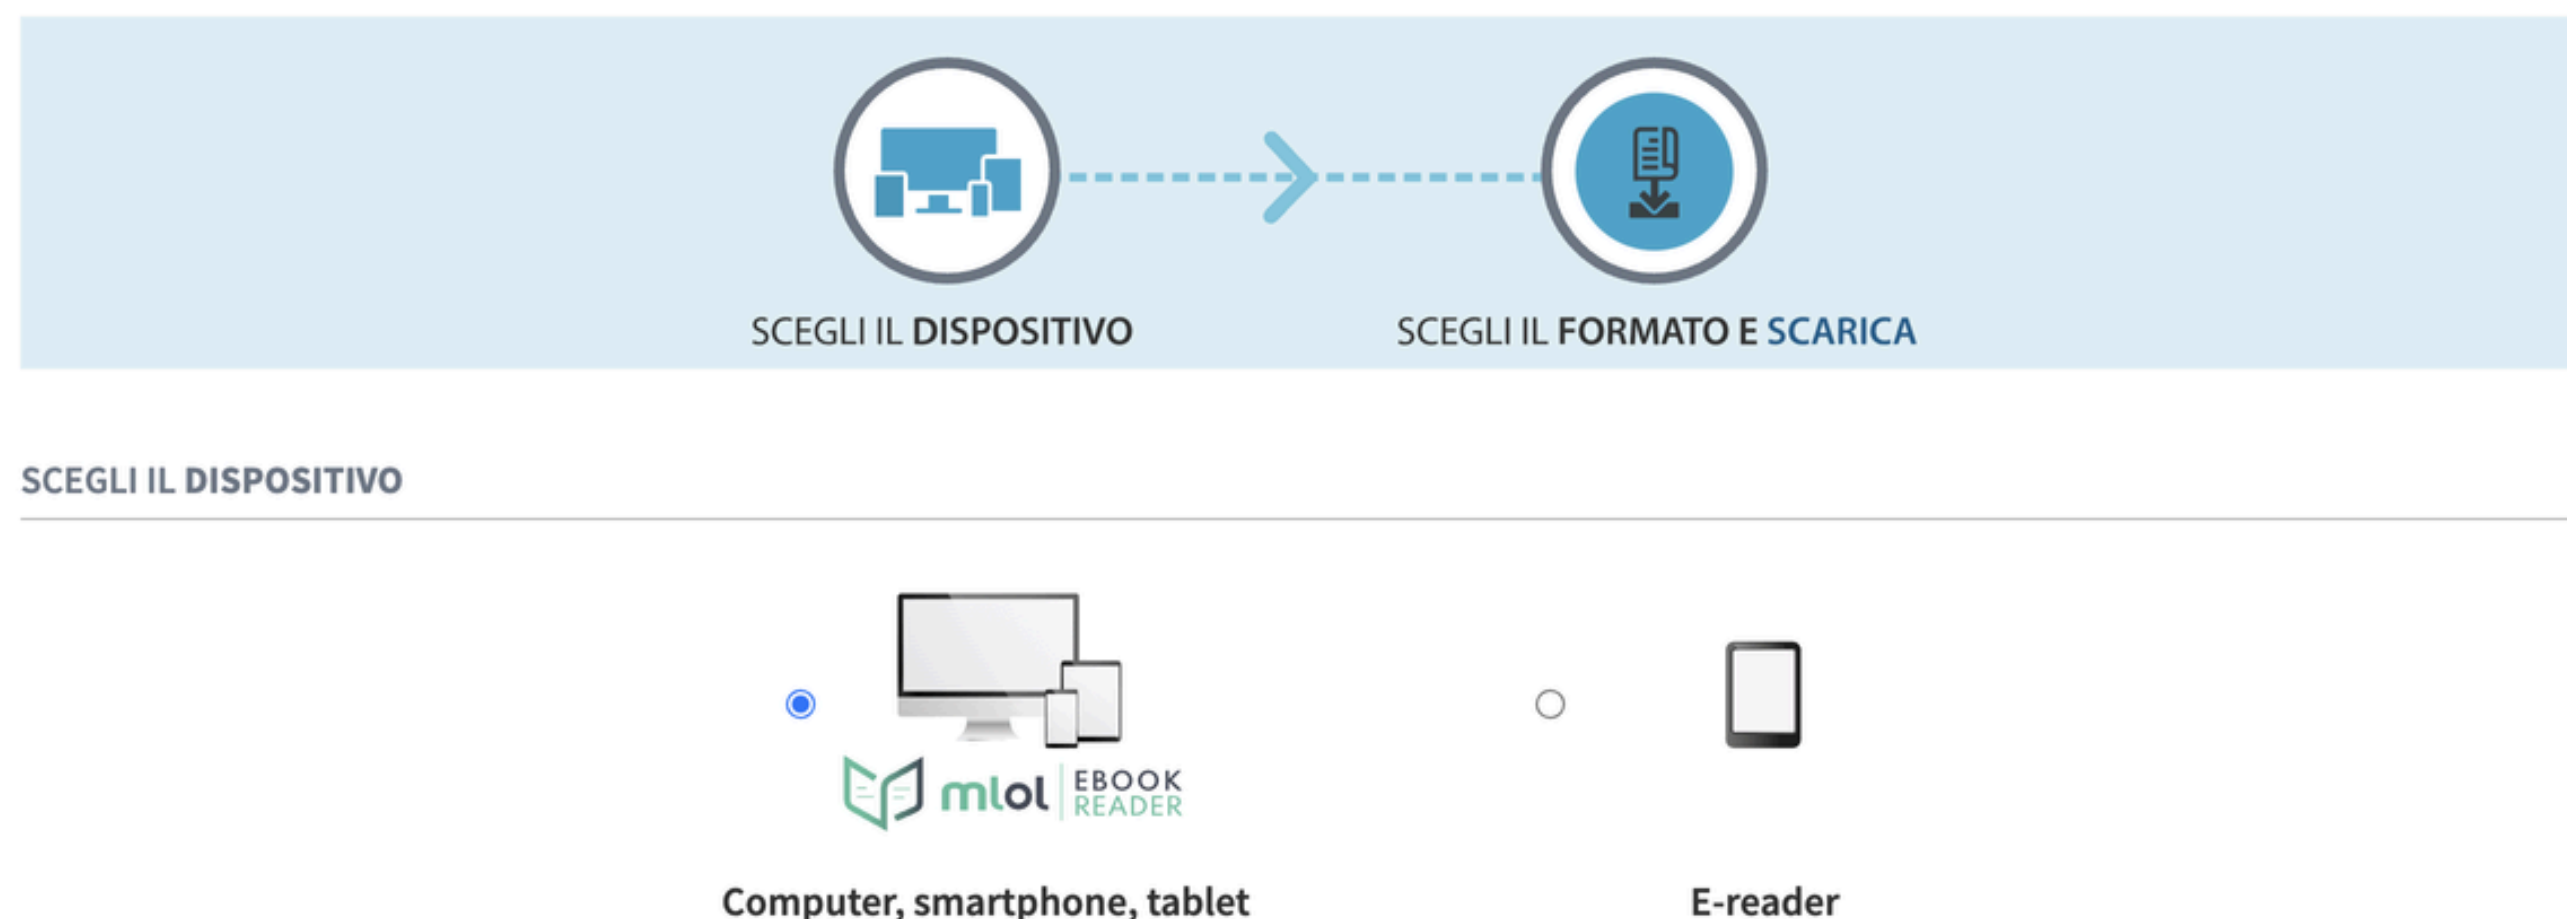 SCEGLI IL DISPOSITIVO
SCEGLI IL FORMATO E SCARICA
SCEGLI IL DISPOSITIVO
mlol EBOOK READER
Computer, smartphone, tablet
E-reader